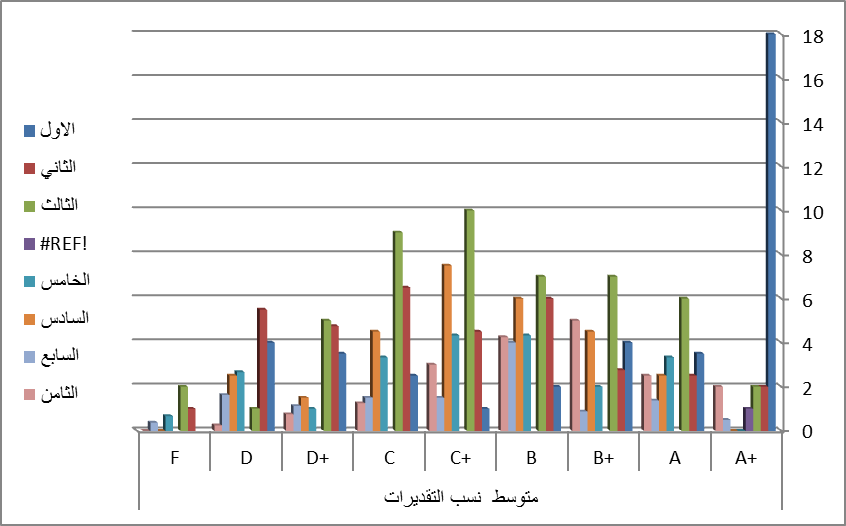 18
16
14
12
10
8
6
4
2
0
الاول
الثاني
الثالث
#REF!
الخامس
السادس
السابع
الثامن
F D D+ C C+ B B+ A A+
متوسط نسب التقديرات